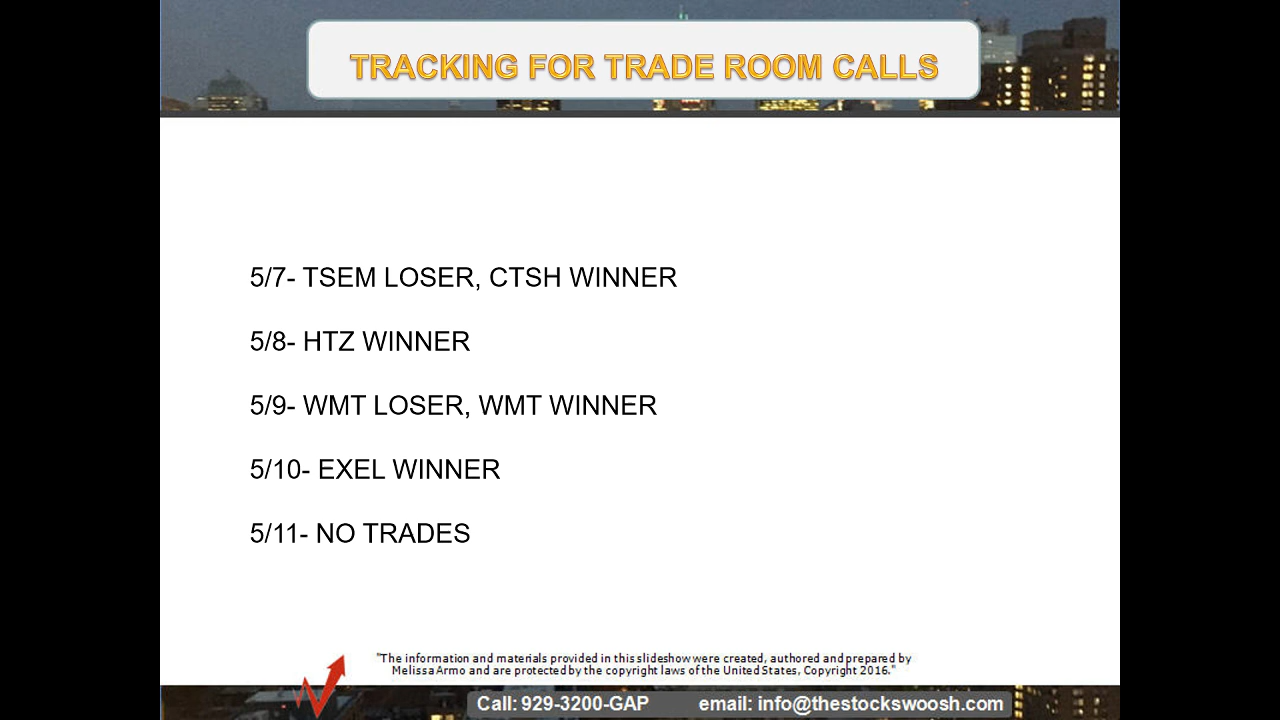 TRACKING FOR TRADE ROOM CALLS
5/7- TSEM LOSER, CTSH WINNER
5/8- HTZ WINNER
5/9- WMT LOSER, WMT WINNER
5/10- EXEL WINNER
5/11- NO TRADES
"The information and materials provided in this slideshow were created, authored and prepared by
Melissa Armo and are protected by the copyright laws of the United States, Copyright 2016."
Call: 929-3200-GAP email: info@thestockswoosh.com